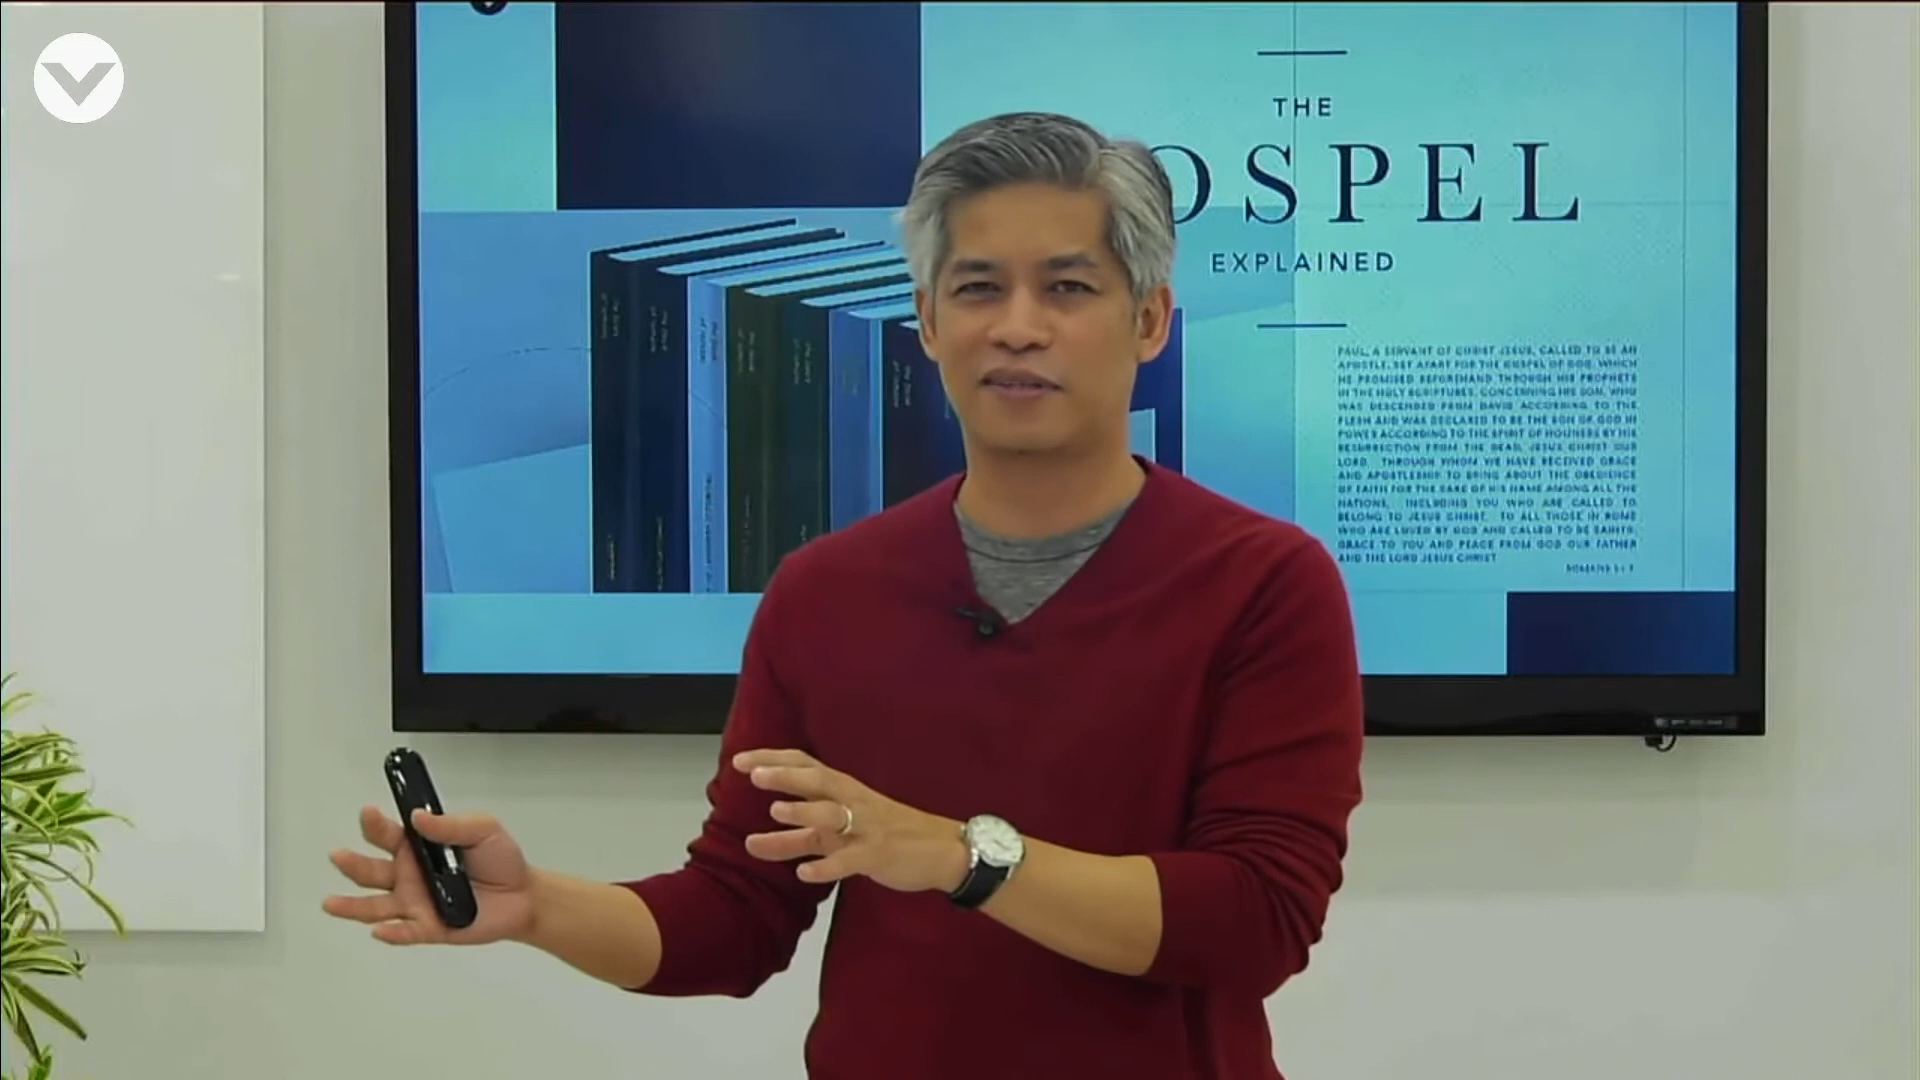 THE
OSPEL
EXPLAINED
PAUL, A SERVANT OF CHRIST JESUS, CALLED TO BE AN
APOSTLE, SET APART FOR THE GOSPEL OF GOD, WHICH
HE PROMISED BEFOREHAND THROUGH HIS PROPHETS
IN THE HOLY SCRIPTURES, CONCERNING HIS SON, WHO
WAS DESCENDED FROM DAVID ACCORDING TO THE
FLESH AND WAS DECLARED TO BE THE SON OF GOD IN
POWER ACCORDING TO THE SPIRIT OF HOLINESS BY HIS
RESURRECTION FROM THE DEAD, JESUS CHRIST OUR
LORD, THROUGH WHOM WE HAVE RECEIVED GRACE
AND APOSTLESHIP TO BRING ABOUT THE OBEDIENCE
OF FAITH FOR THE SAKE OF HIS NAME AMONG ALL THE
NATIONS, INCLUDING YOU WHO ARE CALLED TO
BELONG TO JESUS CHRIST, TO ALL THOSE IN ROME
WHO ARE LOVED BY GOD AND CALLED TO BE SAINTS:
GRACE TO YOU AND PEACE FROM GOD OUR FATHER
AND THE LORD JESUS CHRIST
ROMANS 1:1-7